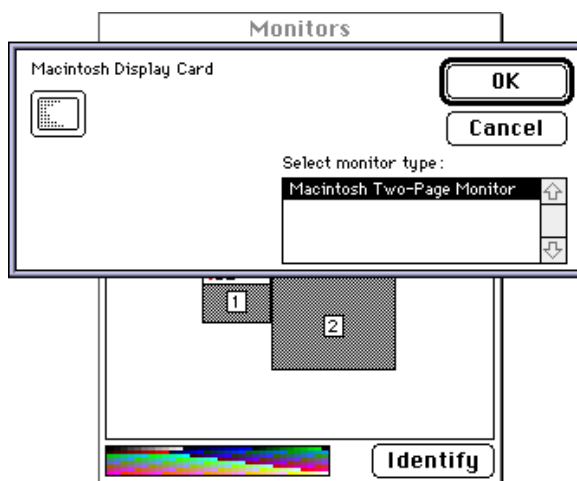 Monitors
Macintosh Display Card
OK
Cancel
Select monitor type:
Macintosh Two-Page Monitor
1
2
Identify